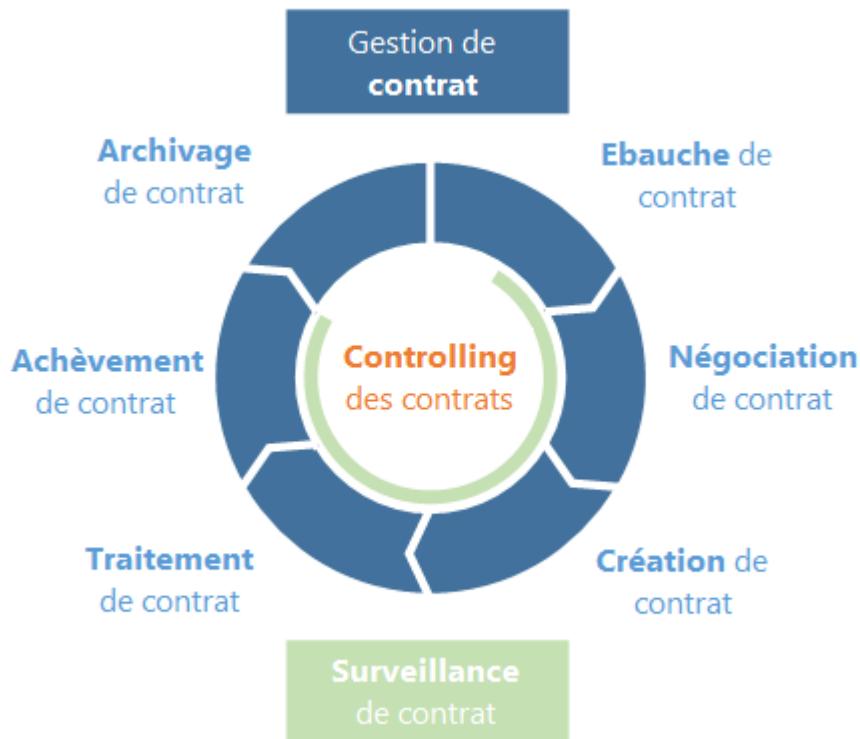 Gestion de
contrat
Archivage
de contrat
Ebauche de
contrat
Achèvement
de contrat
Controlling
des contrats
Négociation
de contrat
Traitement
de contrat
Création de
contrat
Surveillance
de contrat